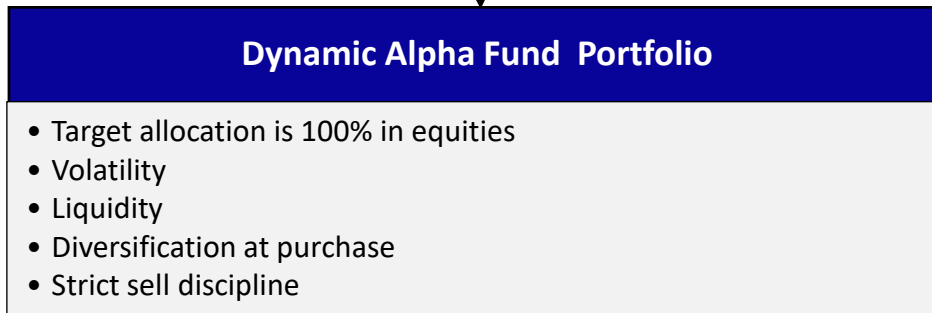 Dynamic Alpha Fund  Portfolio
• Target allocation is 100% in equities
• Volatility
• Liquidity
• Diversification at purchase
• Strict sell discipline